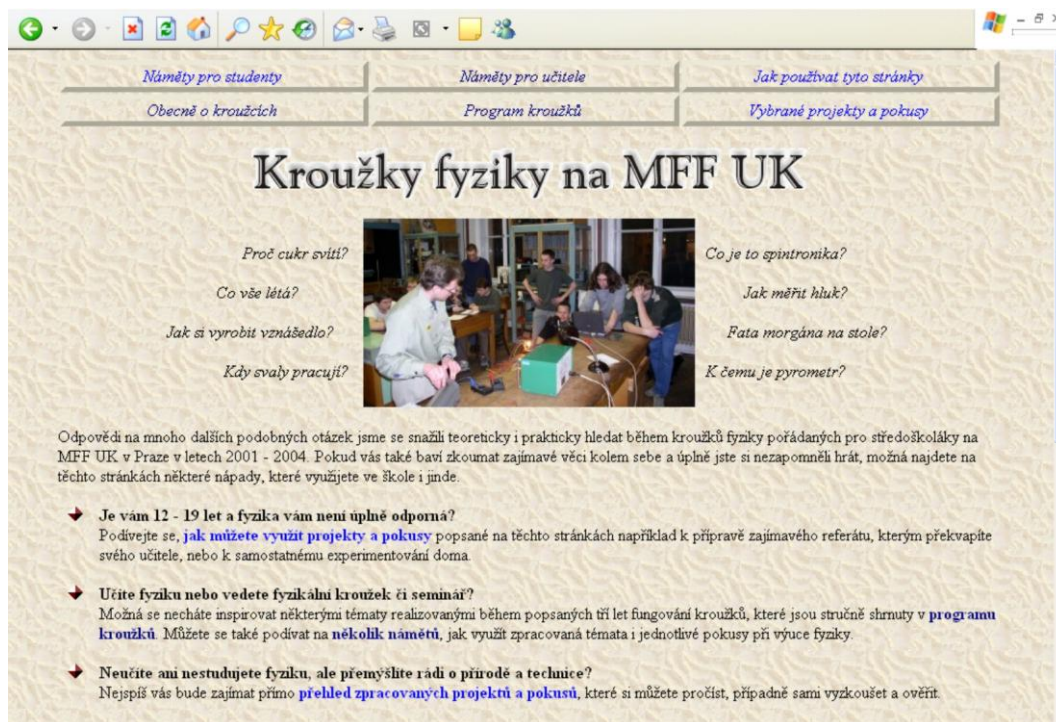 Náměty pro studenty
Náměty pro učitele
Jak používat tyto stránky
Obecně o kroužcích
Program kroužků
Vybrané projekty a pokusy
Kroužky fyziky na MFF UK
Proč cukr svítí?
Co vše létá?
Jak si vyrobit vznášedlo?
Kdy svaly pracují?
Co je to spintronika?
Jak měřit hluk?
Fata morgána na stole?
K čemu je pyrometr?
Odpovědi na mnoho dalších podobných otázek jsme se snažili teoreticky i prakticky hledat během kroužků fyziky pořádaných pro středoškoláky na
MFF UK v Praze v letech 2001 - 2004. Pokud vás také baví zkoumat zajímavé věci kolem sebe a úplně jste si nezapomněli hrát, možná najdete na
těchto stránkách některé nápady, které využijete ve škole i jinde.
Je vám 12 - 19 let a fyzika vám není úplně odporná?
Podívejte se, jak můžete využít projekty a pokusy popsané na těchto stránkách například k přípravě zajímavého referátu, kterým překvapíte
svého učitele, nebo k samostatnému experimentování doma.
Učíte fyziku nebo vedete fyzikální kroužek či seminář?
Možná se necháte inspirovat některými tématy realizovanými během popsaných tří let fungování kroužků, které jsou stručně shrnuty v programu
kroužků. Můžete se také podívat na několik námětů, jak využít zpracovaná témata i jednotlivé pokusy při výuce fyziky.
Neučíte ani nestudujete fyziku, ale přemýšlíte rádi o přírodě a technice?
Nejspíš vás bude zajímat přímo přehled zpracovaných projektů a pokusů, které si můžete pročíst, případně sami vyzkoušet a ověřit.